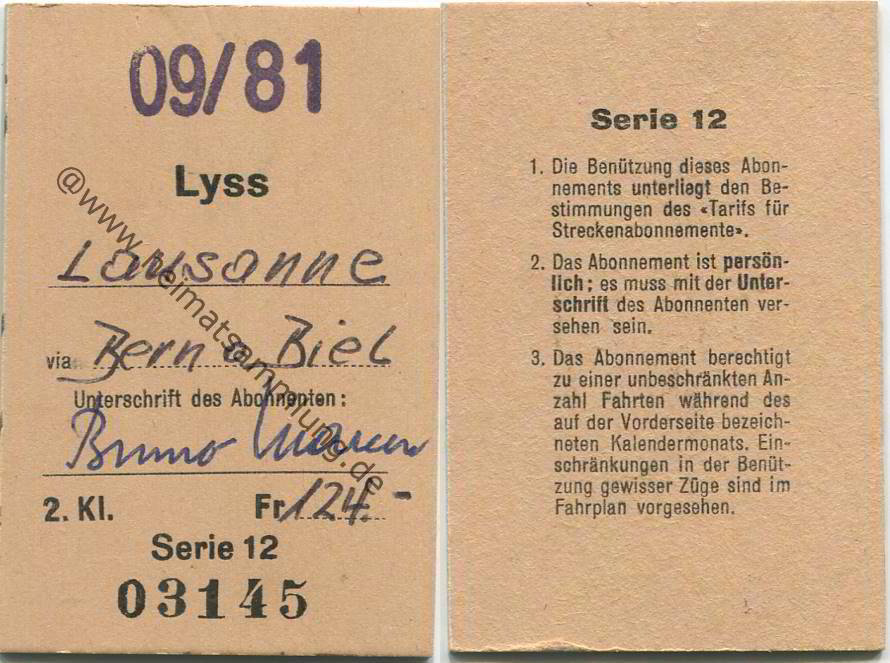 09/81
Lyss
Lausanne
via Bern o Biel
Unterschrift des Abonnenten:
Bruno
2. Kl. Fr. 124.-
Serie 12
03145
@www.heimatsammlung.de
Serie 12
1. Die Benützung dieses Abon-
nements unterliegt den Be-
stimmungen des «Tarifs für
Streckenabonnemente».
2. Das Abonnement ist persön-
lich; es muss mit der Unter-
schrift des Abonnenten ver-
sehen sein.
3. Das Abonnement berechtigt
zu einer unbeschränkten An-
zahl Fahrten während des
auf der Vorderseite bezeich-
neten Kalendermonats. Ein-
schränkungen in der Benüt-
zung gewisser Züge sind im
Fahrplan vorgesehen.